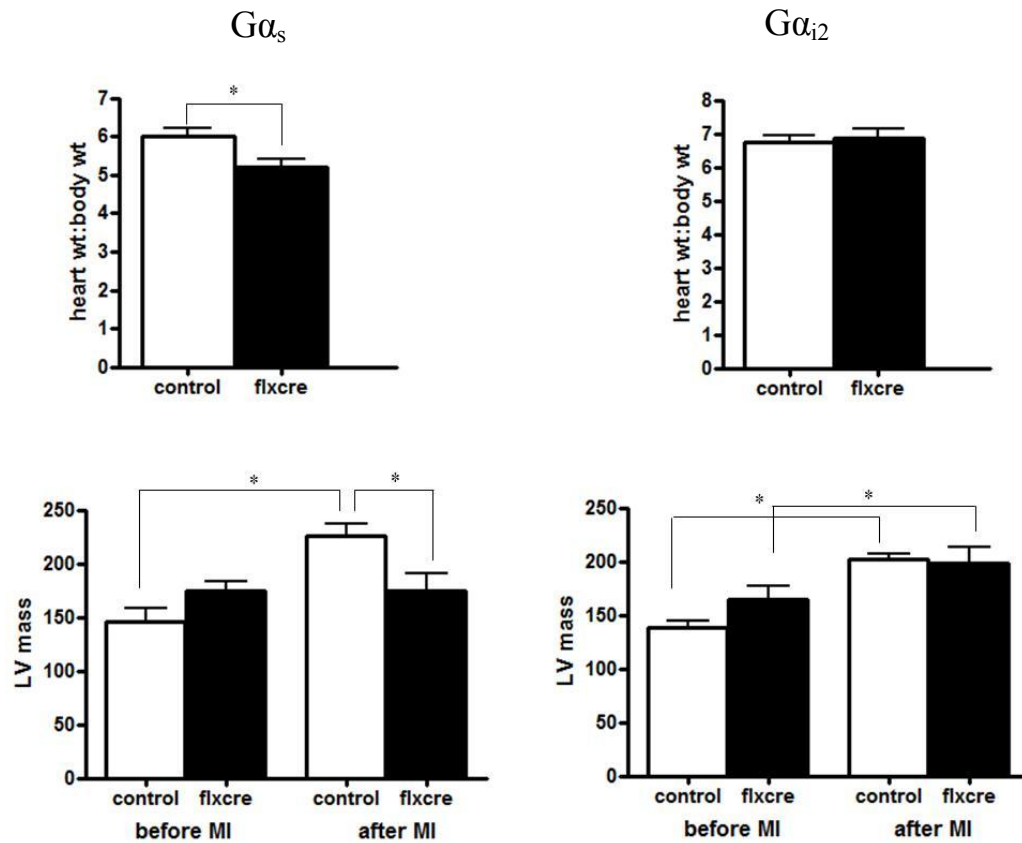 Gαs
Gαi2
*
7
6
5
4
3
2
1
0
heart wt:body wt
control flxcre
8
7
6
5
4
3
2
1
0
heart wt:body wt
control flxcre
* *
250
200
150
100
50
0
LV mass
control flxcre control flxcre
before MI after MI
* *
250
200
150
100
50
0
LV mass
control flxcre control flxcre
before MI after MI